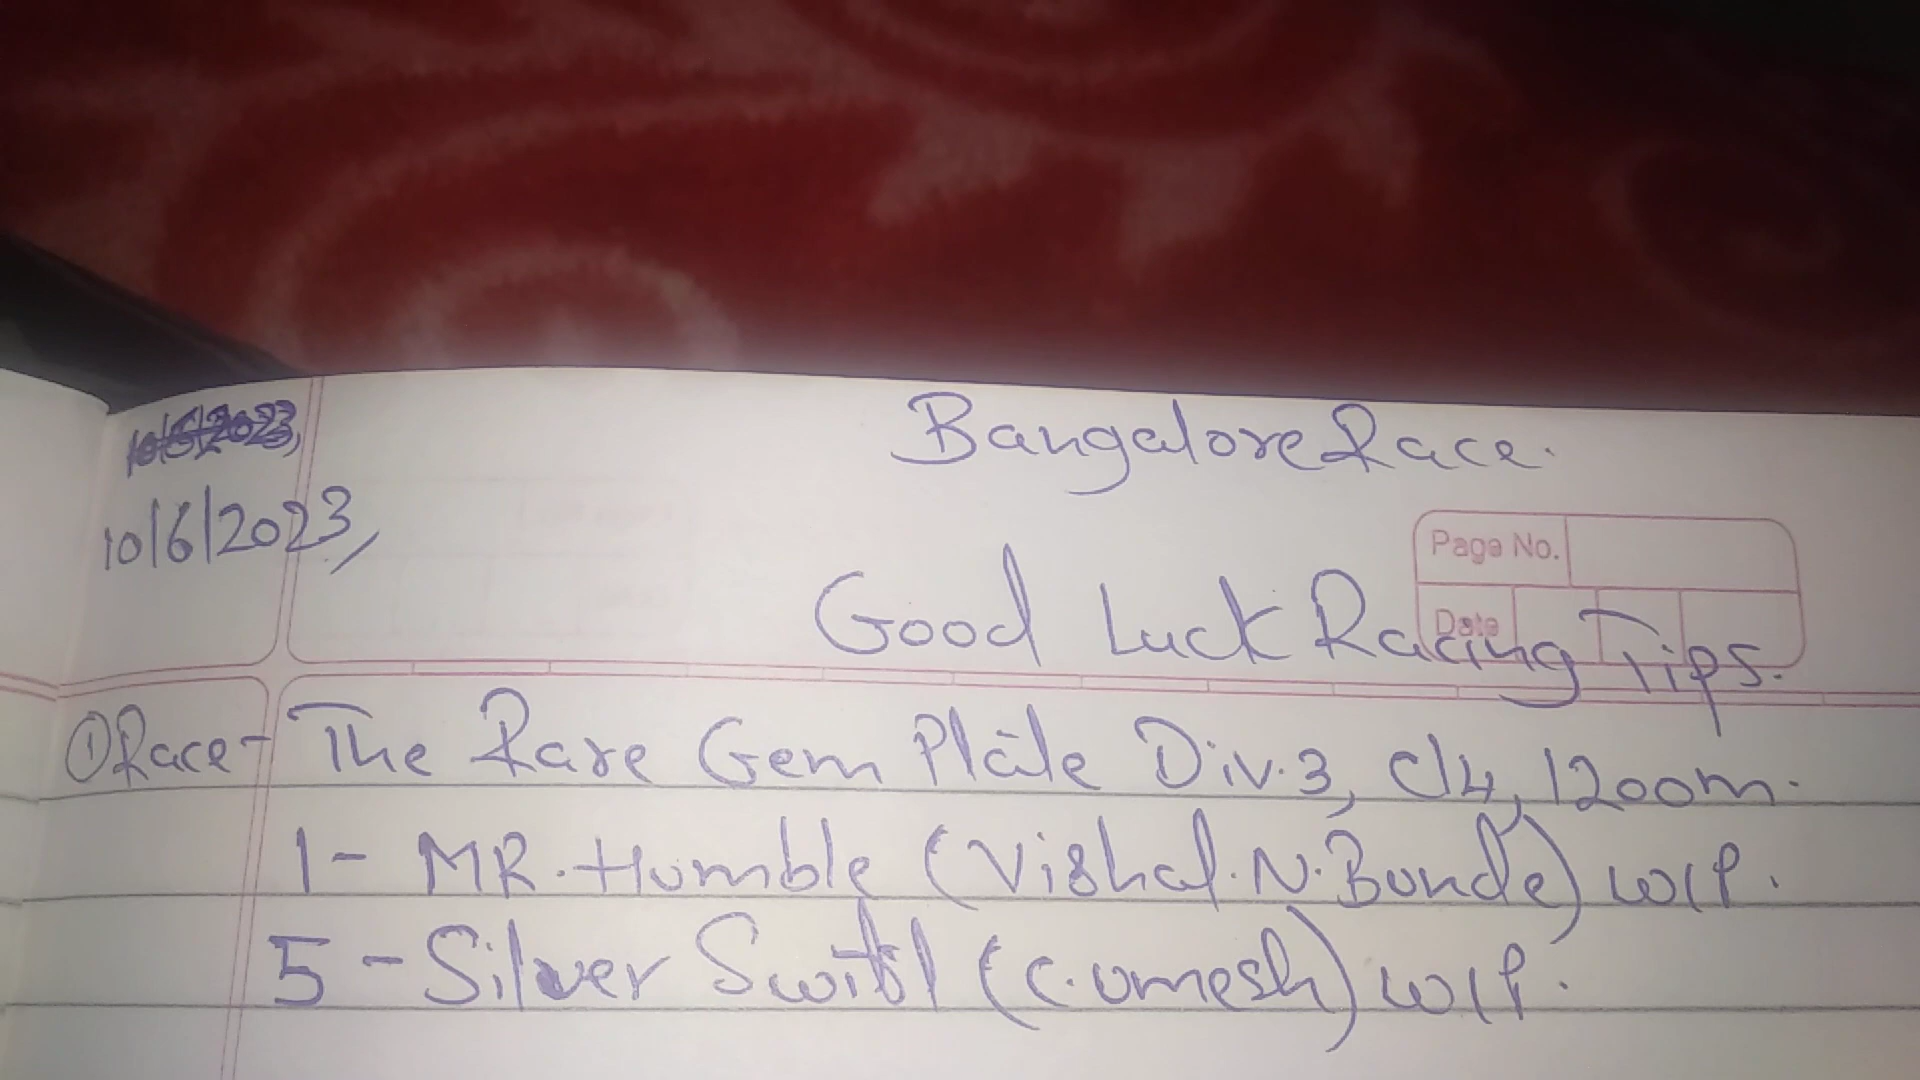 10/6/2023,
Bangalore Race.
10/6/2023,
Page No.
Good Luck Racing Tips.
Date
① Race - The Rare Gem Plate Div.3, Cl4, 1200m.
1 - MR. Humble (Vishal. N. Bunde) w/P.
5 - Silver Swift (C. Umesh) w/P.